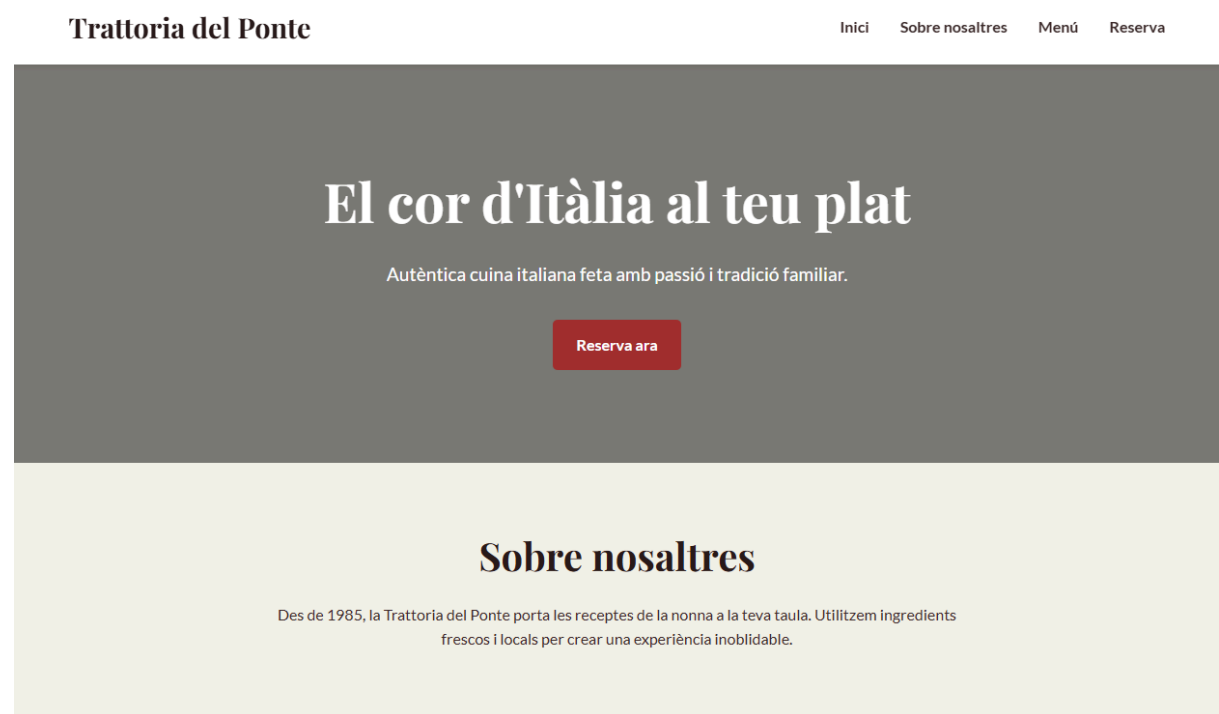 Trattoria del Ponte
Inici Sobre nosaltres Menú Reserva
El cor d'Itàlia al teu plat
Autèntica cuina italiana feta amb passió i tradició familiar.
Reserva ara
Sobre nosaltres
Des de 1985, la Trattoria del Ponte porta les receptes de la nonna a la teva taula. Utilitzem ingredients
frescos i locals per crear una experiència inoblidable.